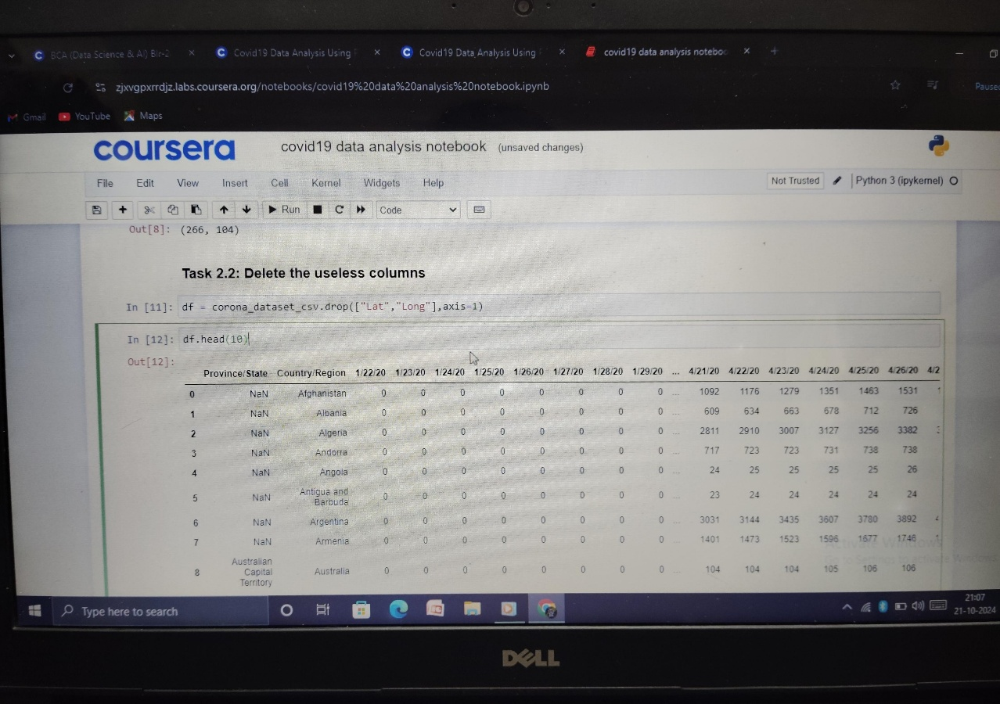 BCA (Data Science & AI) Bin-2 × Covid19 Data Analysis Using × Covid19 Data Analysis Using × covid19 data analysis notebo ×
zjxvgpxrrdjz.labs.coursera.org/notebooks/covid19%20data%20analysis%20notebook.ipynb Pause
Gmail YouTube Maps
coursera covid19 data analysis notebook (unsaved changes)
File Edit View Insert Cell Kernel Widgets Help Not Trusted Python 3 (ipykernel)
Run Code
Out[8]: (266, 104)
Task 2.2: Delete the useless columns
In [11]: df = corona_dataset_csv.drop(["Lat","Long"],axis=1)
In [12]: df.head(10)
Out[12]:
Province/State Country/Region 1/22/20 1/23/20 1/24/20 1/25/20 1/26/20 1/27/20 1/28/20 1/29/20 ... 4/21/20 4/22/20 4/23/20 4/24/20 4/25/20 4/26/20 4/2
0 NaN Afghanistan 0 0 0 0 0 0 0 0 ... 1092 1176 1279 1351 1463 1531 1
1 NaN Albania 0 0 0 0 0 0 0 0 ... 609 634 663 678 712 726
2 NaN Algeria 0 0 0 0 0 0 0 0 ... 2811 2910 3007 3127 3256 3382
3 NaN Andorra 0 0 0 0 0 0 0 0 ... 717 723 723 731 738 738
4 NaN Angola 0 0 0 0 0 0 0 0 ... 24 25 25 25 25 26
5 NaN Antigua and Barbuda 0 0 0 0 0 0 0 0 ... 23 24 24 24 24 24
6 NaN Argentina 0 0 0 0 0 0 0 0 ... 3031 3144 3435 3607 3780 3892 4
7 NaN Armenia 0 0 0 0 0 0 0 0 ... 1401 1473 1523 1596 1677 1746
8 Australian Capital Territory Australia 0 0 0 0 0 0 0 0 ... 104 104 104 105 106 106
Activate Windows
Go to Settings to activate Windows
Type here to search
21:07
21-10-2024
DELL